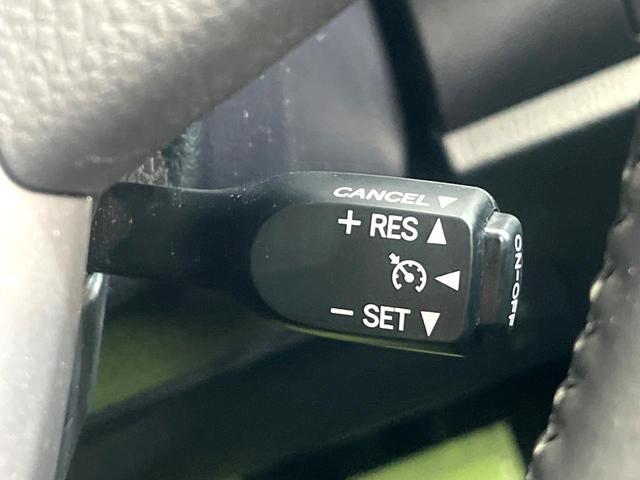 CANCEL ▼
+ RES ▲
◀
− SET ▼
ON-OFF